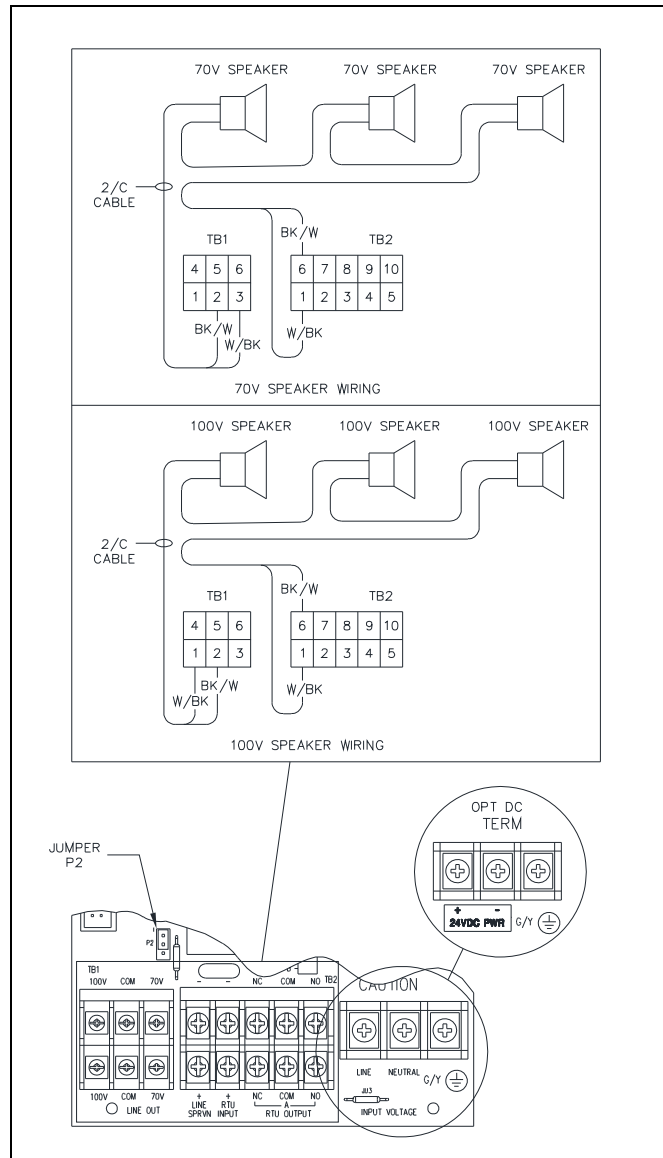 70V SPEAKER 70V SPEAKER 70V SPEAKER
2/C
CABLE
BK/W
TB1 TB2
4 5 6 6 7 8 9 10
1 2 3 1 2 3 4 5
BK/W
W/BK W/BK
70V SPEAKER WIRING
100V SPEAKER 100V SPEAKER 100V SPEAKER
2/C
CABLE
BK/W
TB1 TB2
4 5 6 6 7 8 9 10
1 2 3 1 2 3 4 5
BK/W
W/BK W/BK
100V SPEAKER WIRING
OPT DC
TERM
+ -
24VDC PWR G/Y
JUMPER
P2
1
P2
TB1
100V COM 70V
- - NC COM NO TB2
CAUTION
LINE NEUTRAL G/Y
JU3
INPUT VOLTAGE
100V COM 70V
LINE OUT
+ + NC COM NO
LINE RTU A
SPRVN INPUT RTU OUTPUT